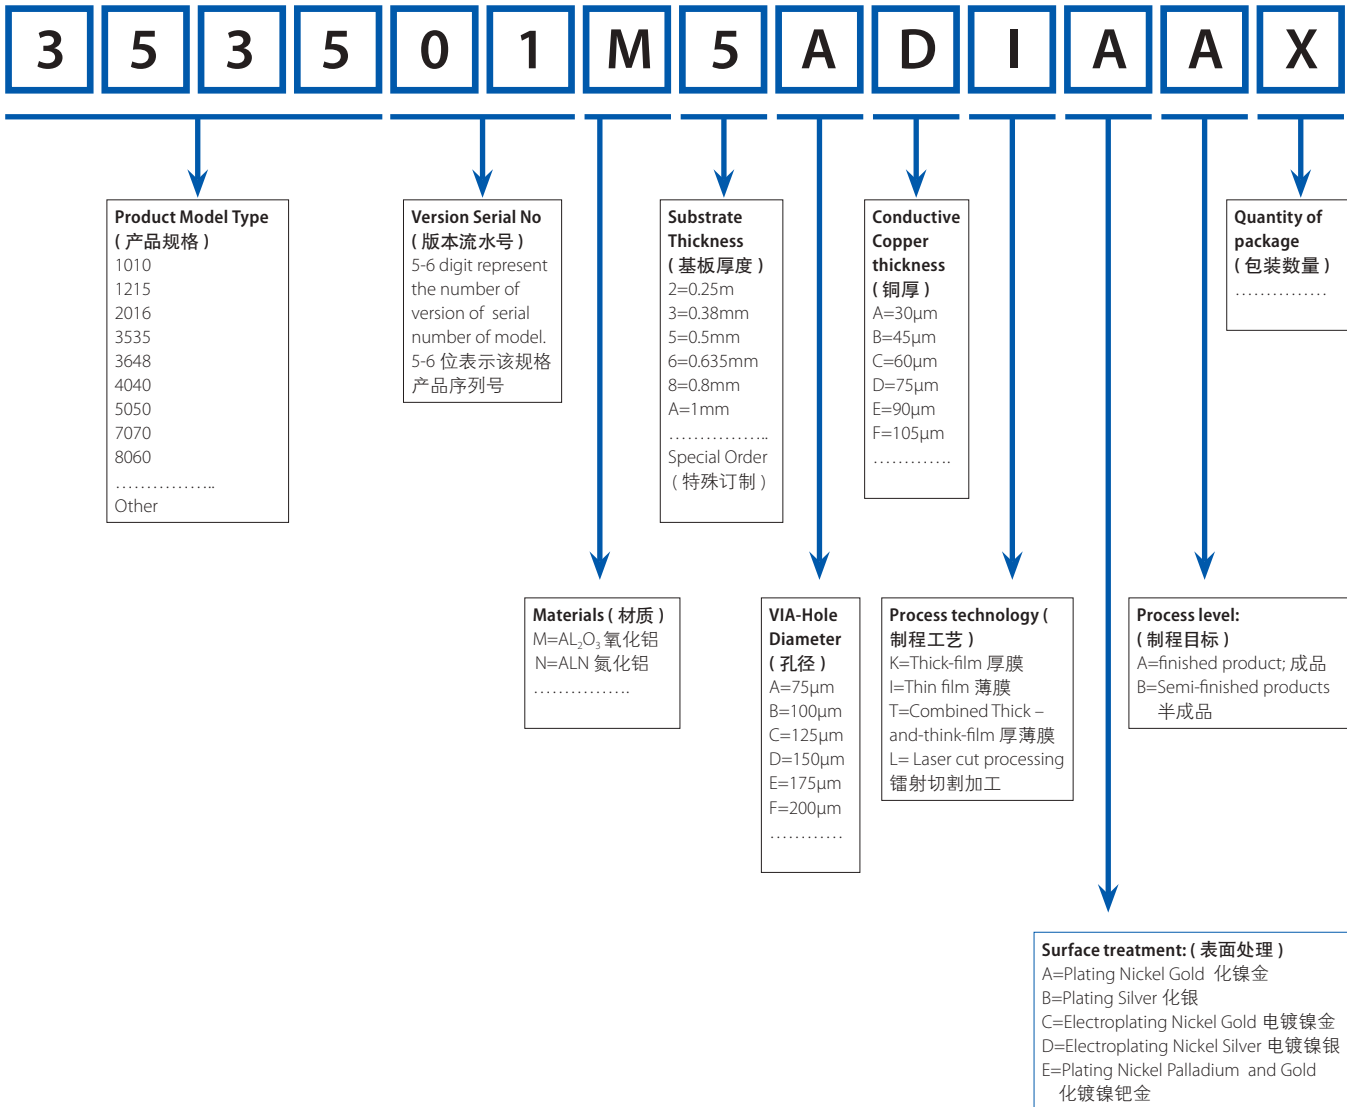 3 5 3 5 0 1 M 5 A D I A A X
Product Model Type
( 产品规格 )
1010
1215
2016
3535
3648
4040
5050
7070
8060
……………..
Other
Version Serial No
( 版本流水号 )
5-6 digit represent
the number of
version of serial
number of model.
5-6 位表示该规格
产品序列号
Substrate
Thickness
( 基板厚度 )
2=0.25m
3=0.38mm
5=0.5mm
6=0.635mm
8=0.8mm
A=1mm
……………..
Special Order
( 特殊订制 )
Conductive
Copper
thickness
( 铜厚 )
A=30μm
B=45μm
C=60μm
D=75μm
E=90μm
F=105μm
………….
Quantity of
package
( 包装数量 )
……………
Materials ( 材质 )
M=AL₂O₃ 氧化铝
N=ALN 氮化铝
…………….
VIA-Hole
Diameter
( 孔径 )
A=75μm
B=100μm
C=125μm
D=150μm
E=175μm
F=200μm
…………
Process technology (
制程工艺 )
K=Thick-film 厚膜
I=Thin film 薄膜
T=Combined Thick –
and-think-film 厚薄膜
L= Laser cut processing
镭射切割加工
Process level:
( 制程目标 )
A=finished product; 成品
B=Semi-finished products
半成品
Surface treatment: ( 表面处理 )
A=Plating Nickel Gold 化镍金
B=Plating Silver 化银
C=Electroplating Nickel Gold 电镀镍金
D=Electroplating Nickel Silver 电镀镍银
E=Plating Nickel Palladium and Gold
化镀镍钯金